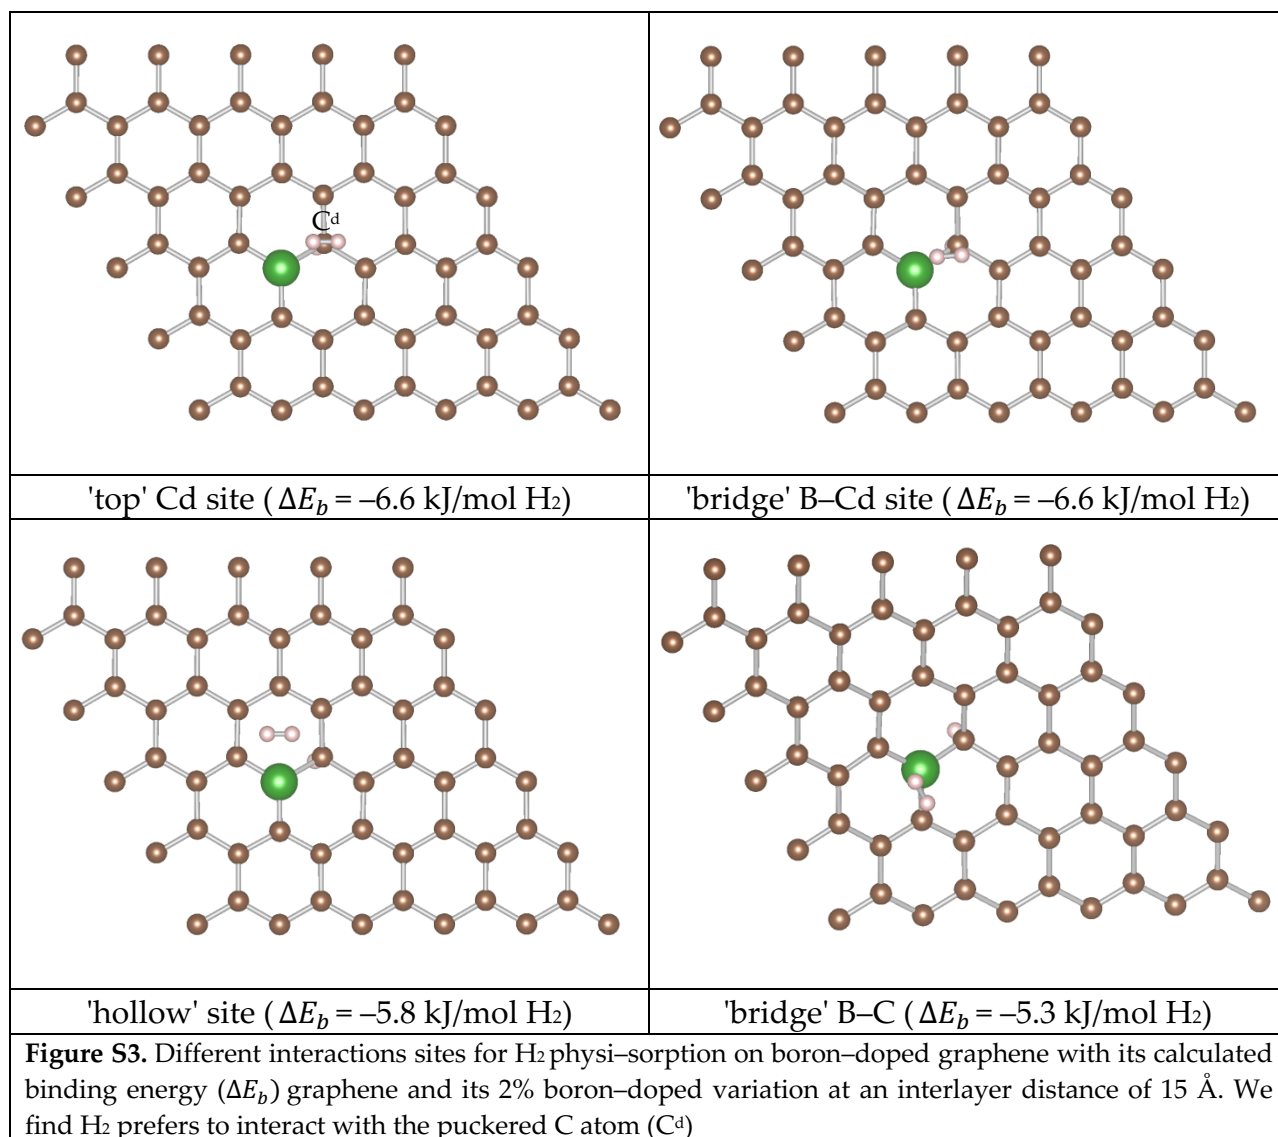 Cᵈ
'top' Cd site ( ΔE_b = –6.6 kJ/mol H₂)
'bridge' B–Cd site ( ΔE_b = –6.6 kJ/mol H₂)
'hollow' site ( ΔE_b = –5.8 kJ/mol H₂)
'bridge' B–C ( ΔE_b = –5.3 kJ/mol H₂)
Figure S3. Different interactions sites for H₂ physi–sorption on boron–doped graphene with its calculated
binding energy (ΔE_b) graphene and its 2% boron–doped variation at an interlayer distance of 15 Å. We
find H₂ prefers to interact with the puckered C atom (Cᵈ)